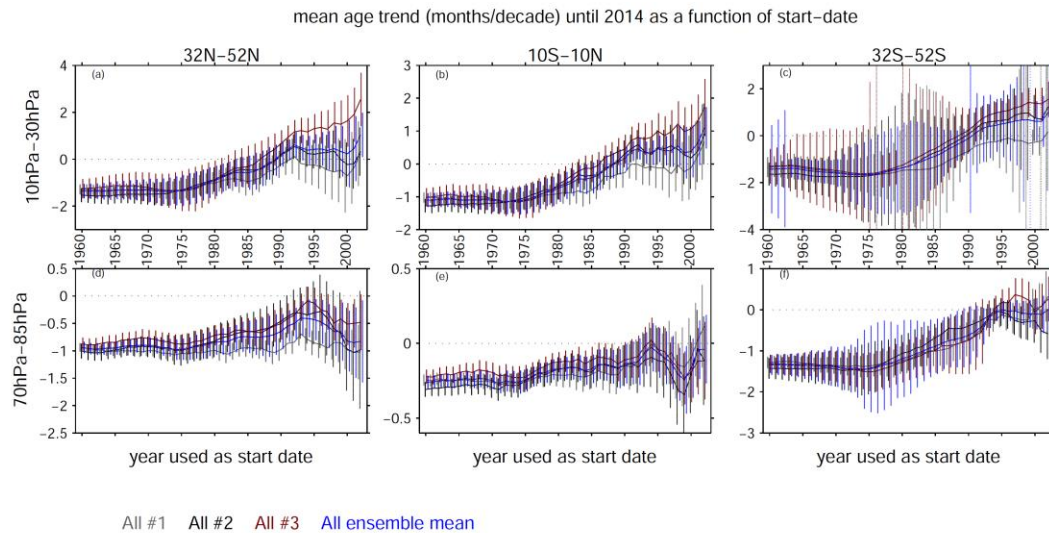 mean age trend (months/decade) until 2014 as a function of start-date
32N-52N 10S-10N 32S-52S
10hPa-30hPa
(a) (b) (c)
4 2 0 -2
3 2 1 0 -1 -2
2 0 -2 -4
1960 1965 1970 1975 1980 1985 1990 1995 2000
1960 1965 1970 1975 1980 1985 1990 1995 2000
1960 1965 1970 1975 1980 1985 1990 1995 2000
70hPa-85hPa
(d) (e) (f)
0.5 0 -0.5 -1 -1.5 -2 -2.5
0.5 0 -0.5
1 0 -1 -2 -3
year used as start date year used as start date year used as start date
All #1 All #2 All #3 All ensemble mean